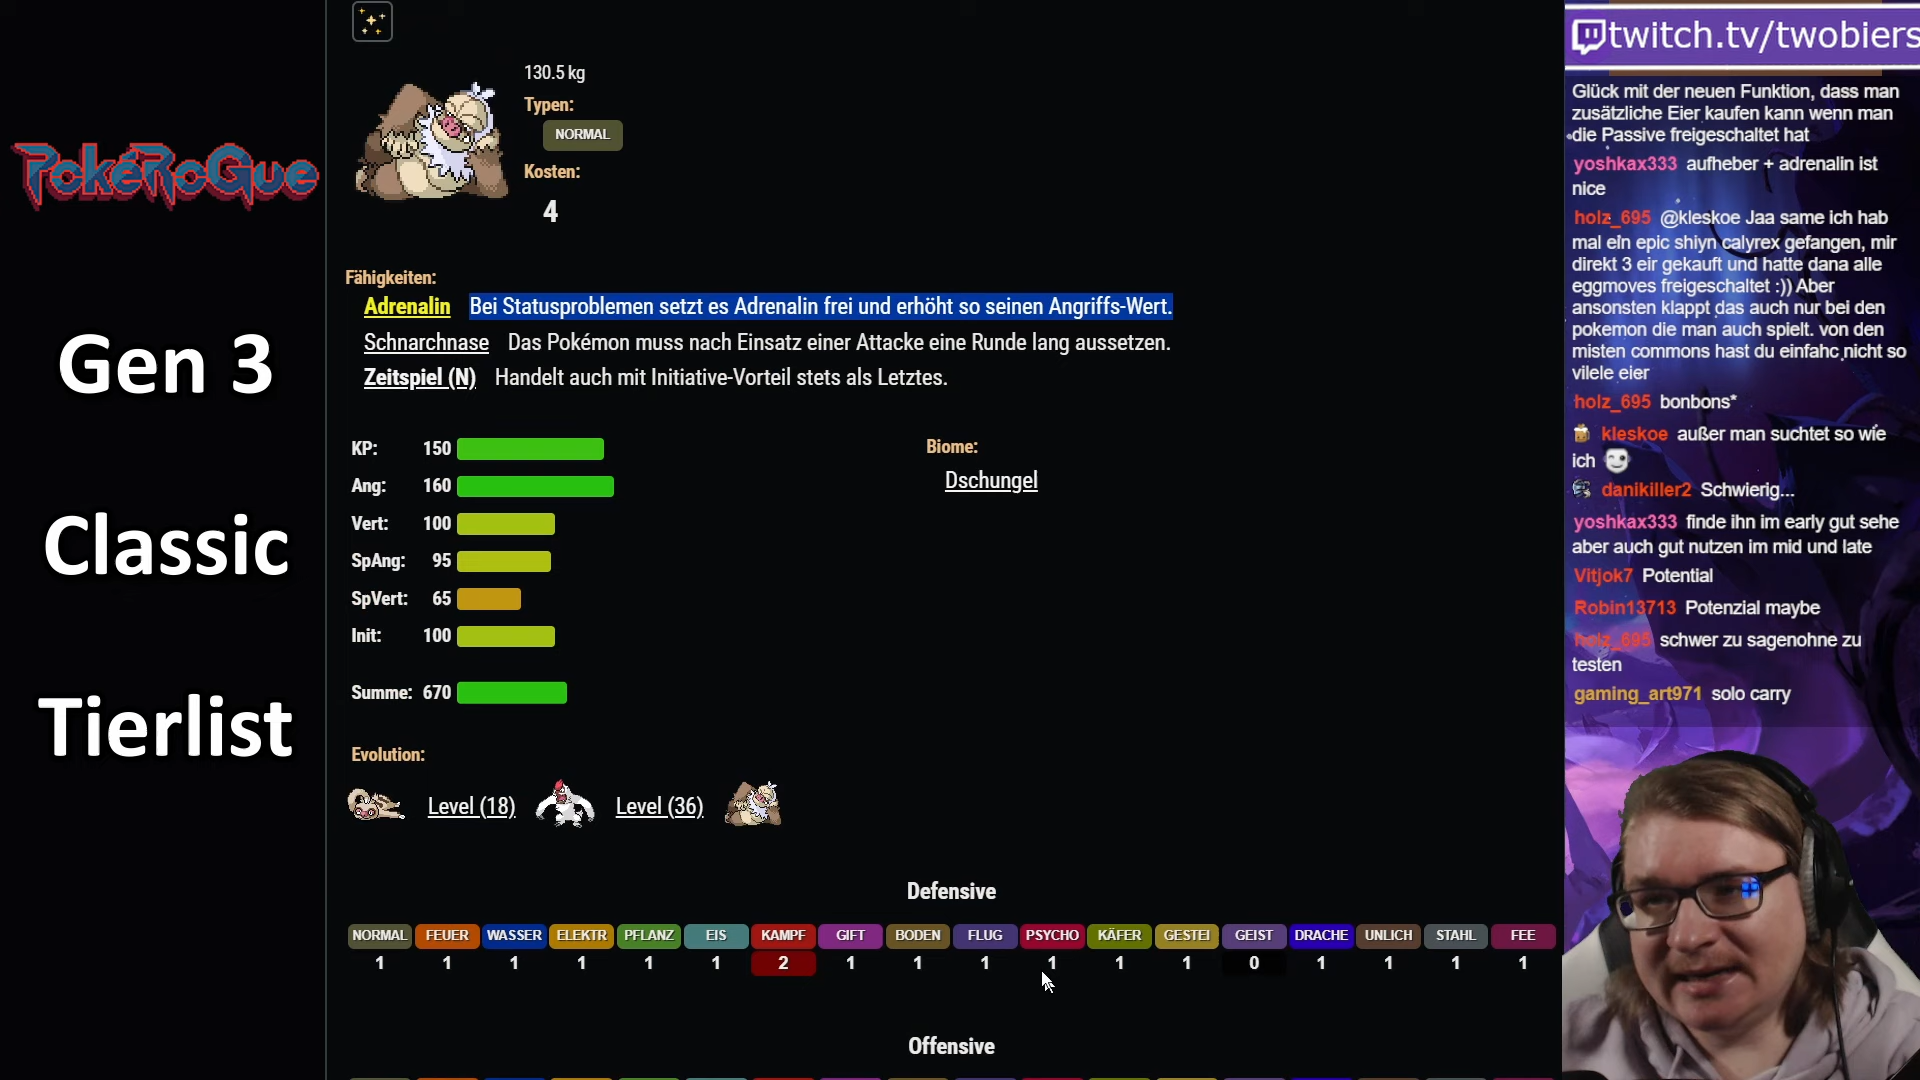 PokéRoGue
Gen 3
Classic
Tierlist
130.5 kg
Typen:
NORMAL
Kosten:
4
Fähigkeiten:
Adrenalin Bei Statusproblemen setzt es Adrenalin frei und erhöht so seinen Angriffs-Wert.
Schnarchnase Das Pokémon muss nach Einsatz einer Attacke eine Runde lang aussetzen.
Zeitspiel (N) Handelt auch mit Initiative-Vorteil stets als Letztes.
KP: 150
Ang: 160
Vert: 100
SpAng: 95
SpVert: 65
Init: 100
Summe: 670
Biome:
Dschungel
Evolution:
Level (18) Level (36)
Defensive
NORMAL FEUER WASSER ELEKTR PFLANZ EIS KAMPF GIFT BODEN FLUG PSYCHO KÄFER GESTEI GEIST DRACHE UNLICH STAHL FEE
1 1 1 1 1 1 2 1 1 1 1 1 1 0 1 1 1 1
Offensive
twitch.tv/twobiers
Glück mit der neuen Funktion, dass man
zusätzliche Eier kaufen kann wenn man
die Passive freigeschaltet hat
yoshkax333 aufheber + adrenalin ist
nice
holz_695 @kleskoe Jaa same ich hab
mal ein epic shiyn calyrex gefangen, mir
direkt 3 eir gekauft und hatte dana alle
eggmoves freigeschaltet :)) Aber
ansonsten klappt das auch nur bei den
pokemon die man auch spielt. von den
misten commons hast du einfahc nicht so
vilele eier
holz_695 bonbons*
kleskoe außer man suchtet so wie
ich
danikiller2 Schwierig...
yoshkax333 finde ihn im early gut sehe
aber auch gut nutzen im mid und late
Vitjok7 Potential
Robin13713 Potenzial maybe
holz_695 schwer zu sagenohne zu
testen
gaming_art971 solo carry